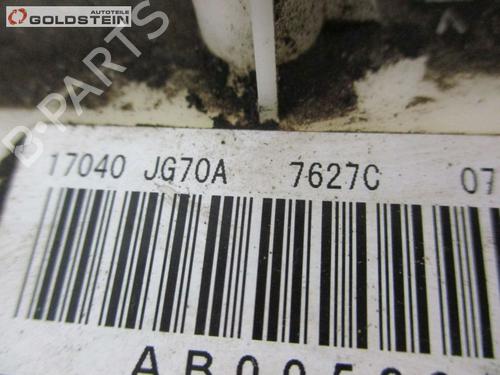 Autoteile
GOLDSTEIN
B-PARTS
17040 JG70A 7627C 07